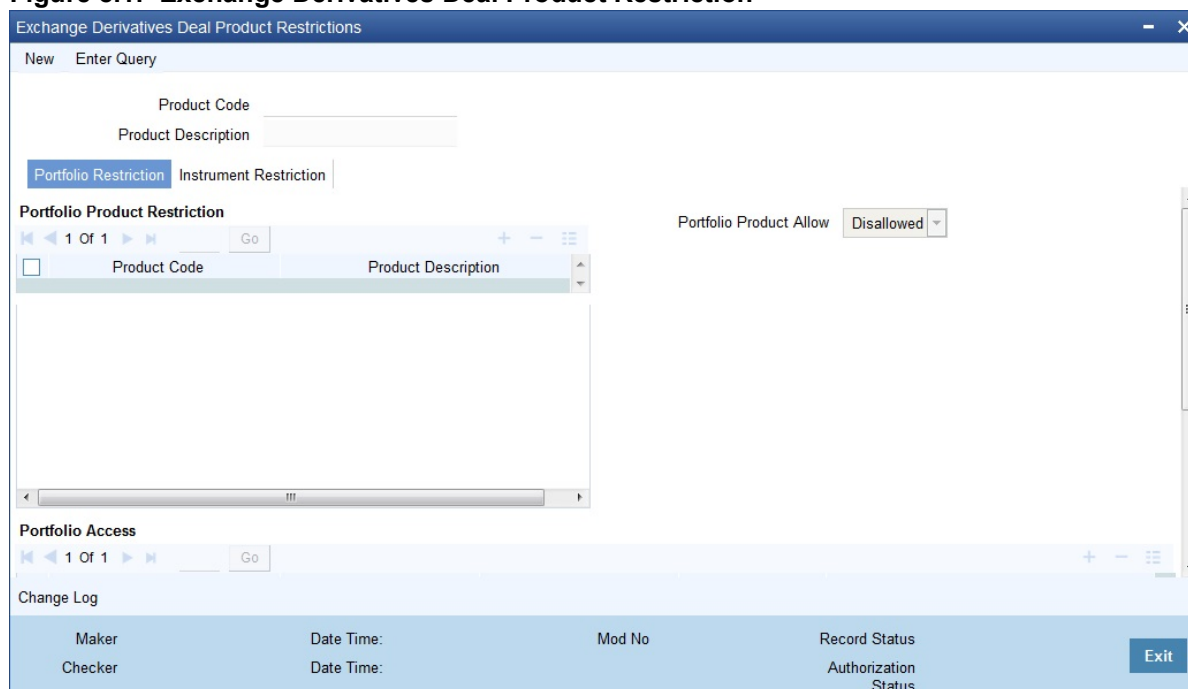 Figure 3.17 Exchange Derivatives Deal Product Restriction
Exchange Derivatives Deal Product Restrictions
New Enter Query
Product Code
Product Description
Portfolio Restriction Instrument Restriction
Portfolio Product Restriction
Portfolio Product Allow Disallowed
1 Of 1 Go
Product Code Product Description
Portfolio Access
1 Of 1 Go
Change Log
Maker Date Time: Mod No Record Status
Exit
Checker Date Time: Authorization
Status